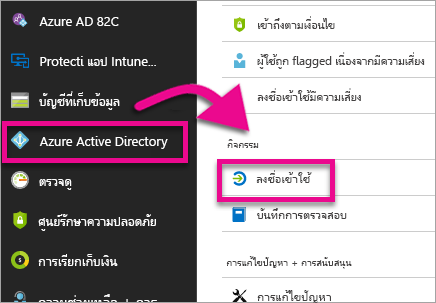 Azure AD 82C
Protecti แอป Intune...
บัญชีที่เก็บข้อมูล
Azure Active Directory
ตรวจดู
ศูนย์รักษาความปลอดภัย
การเรียกเก็บเงิน
เข้าถึงตามเงื่อนไข
ผู้ใช้ถูก flagged เนื่องจากมีความเสี่ยง
ลงชื่อเข้าใช้มีความเสี่ยง
กิจกรรม
ลงชื่อเข้าใช้
บันทึกการตรวจสอบ
การแก้ไขปัญหา + การสนับสนุน
การแก้ไขปัญหา